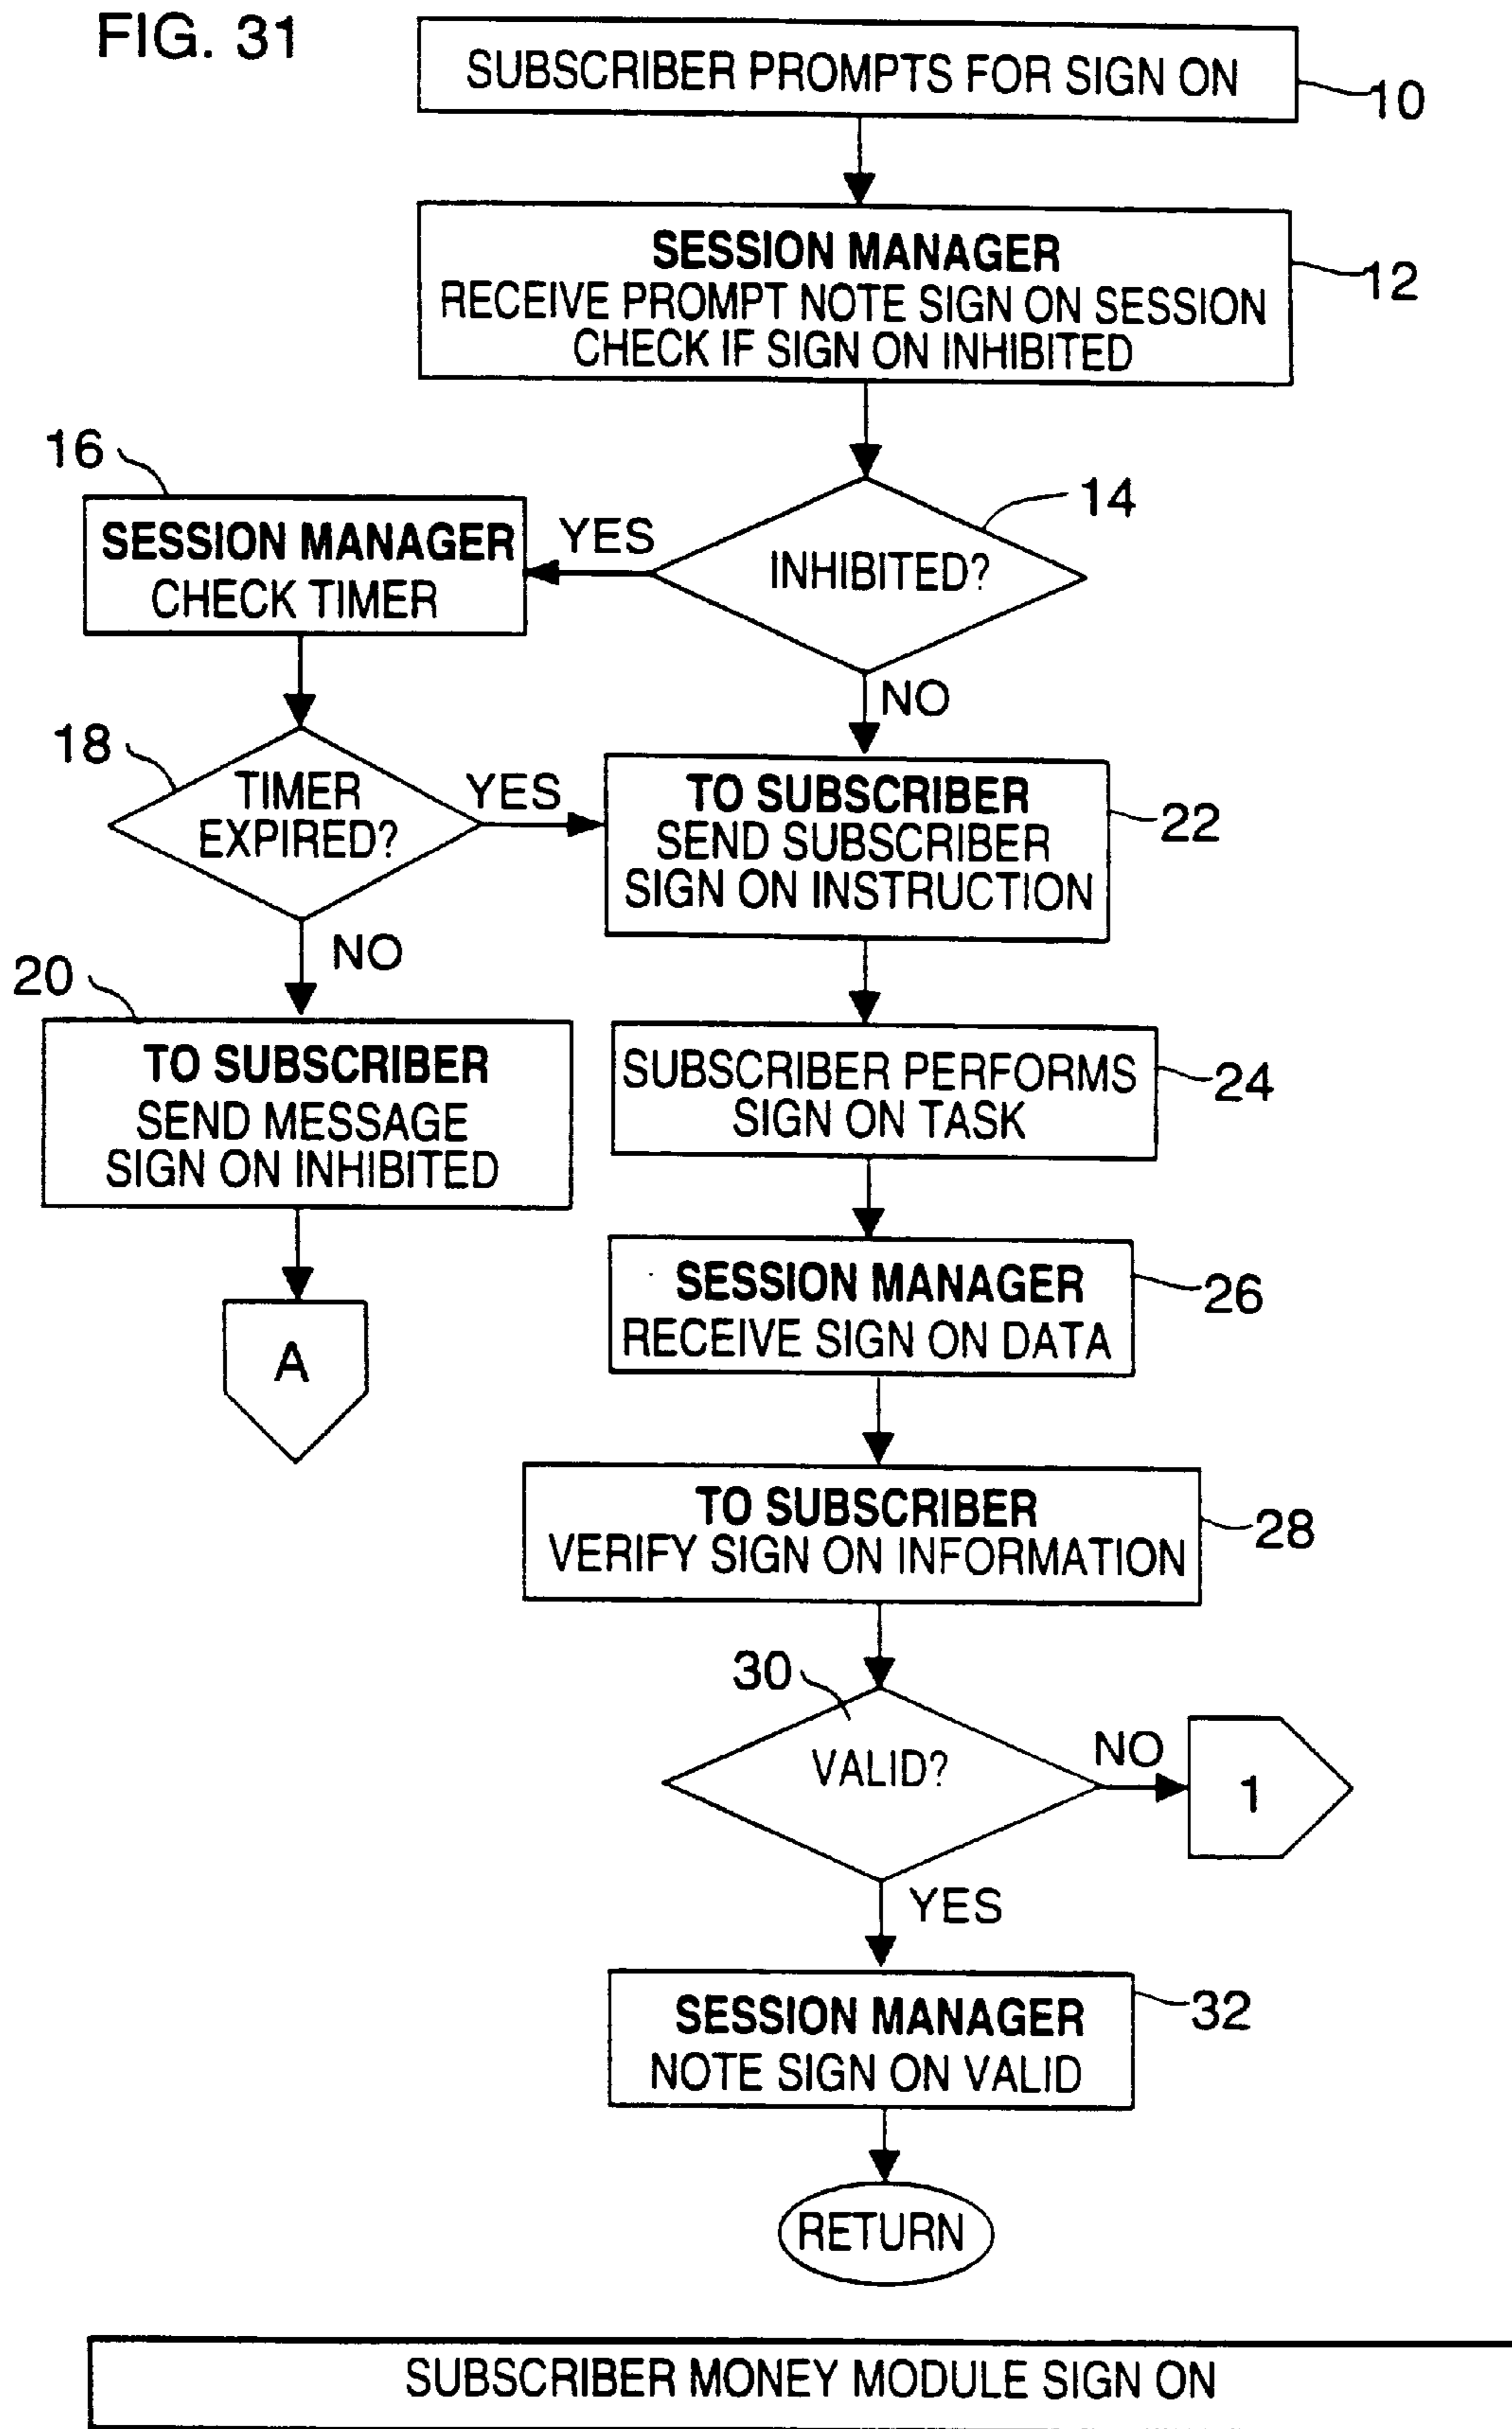 FIG. 31
SUBSCRIBER PROMPTS FOR SIGN ON
10
SESSION MANAGER
RECEIVE PROMPT NOTE SIGN ON SESSION
CHECK IF SIGN ON INHIBITED
12
16
SESSION MANAGER
CHECK TIMER
YES
INHIBITED?
14
NO
18
TIMER
EXPIRED?
YES
TO SUBSCRIBER
SEND SUBSCRIBER
SIGN ON INSTRUCTION
22
NO
20
TO SUBSCRIBER
SEND MESSAGE
SIGN ON INHIBITED
SUBSCRIBER PERFORMS
SIGN ON TASK
24
A
SESSION MANAGER
RECEIVE SIGN ON DATA
26
TO SUBSCRIBER
VERIFY SIGN ON INFORMATION
28
30
VALID?
NO
1
YES
SESSION MANAGER
NOTE SIGN ON VALID
32
RETURN
SUBSCRIBER MONEY MODULE SIGN ON